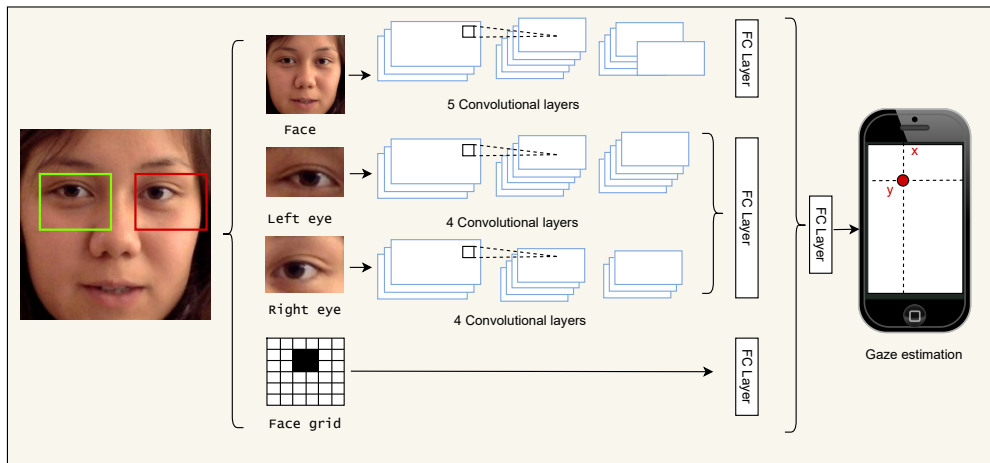 Face
5 Convolutional layers
FC Layer
Left eye
4 Convolutional layers
Right eye
4 Convolutional layers
FC Layer
Face grid
FC Layer
FC Layer
x
y
Gaze estimation